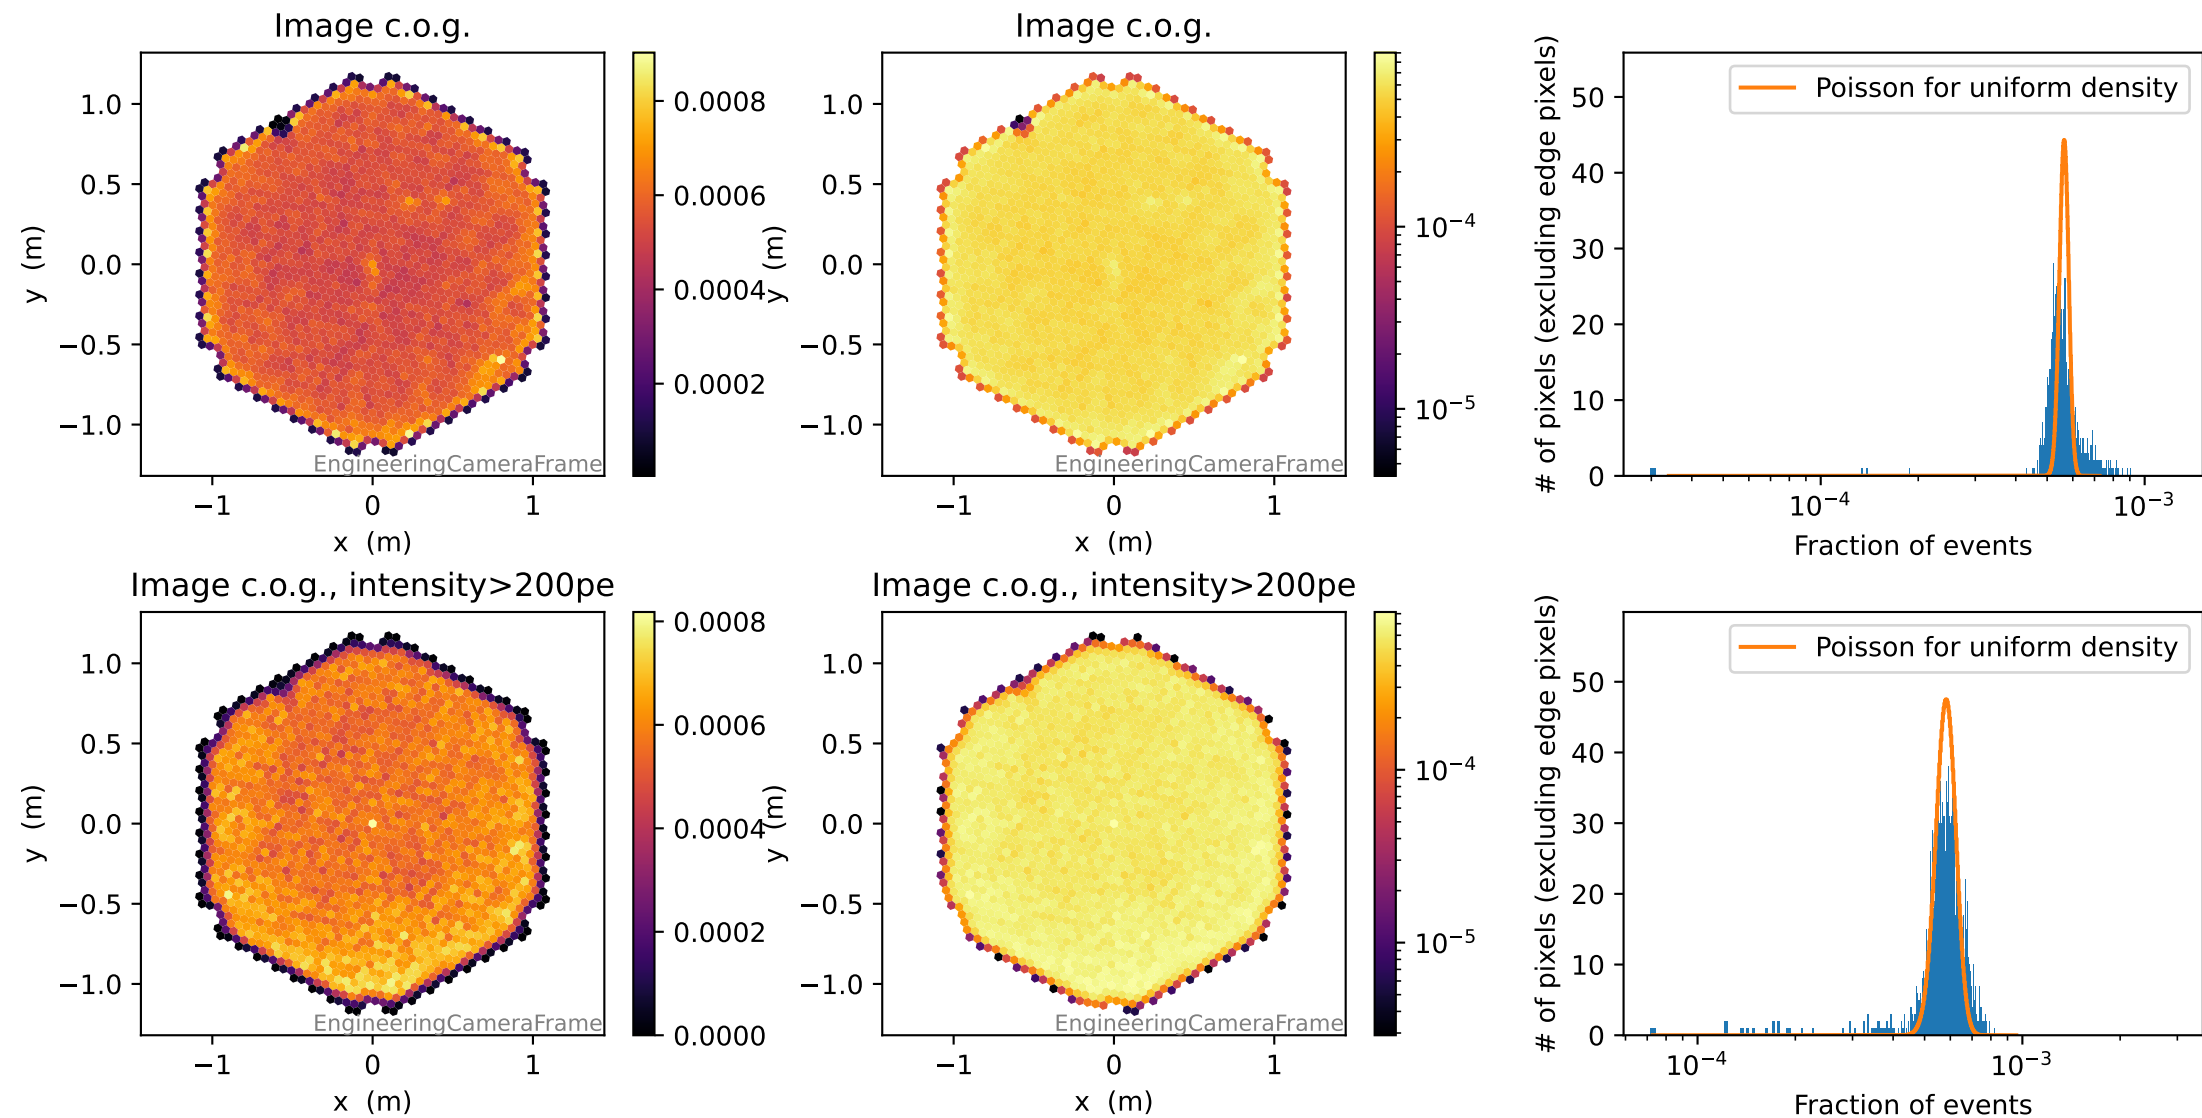 Image c.o.g.
y (m)
1.0
0.5
0.0
−0.5
−1.0
−1
0
1
x (m)
EngineeringCameraFrame
0.0008
0.0006
0.0004
0.0002
Image c.o.g.
y (m)
1.0
0.5
0.0
−0.5
−1.0
−1
0
1
x (m)
EngineeringCameraFrame
10−4
10−5
# of pixels (excluding edge pixels)
50
40
30
20
10
0
Poisson for uniform density
10−4
10−3
Fraction of events
Image c.o.g., intensity>200pe
y (m)
1.0
0.5
0.0
−0.5
−1.0
−1
0
1
x (m)
EngineeringCameraFrame
0.0008
0.0006
0.0004
0.0002
0.0000
Image c.o.g., intensity>200pe
y (m)
1.0
0.5
0.0
−0.5
−1.0
−1
0
1
x (m)
EngineeringCameraFrame
10−4
10−5
# of pixels (excluding edge pixels)
50
40
30
20
10
0
Poisson for uniform density
10−4
10−3
Fraction of events